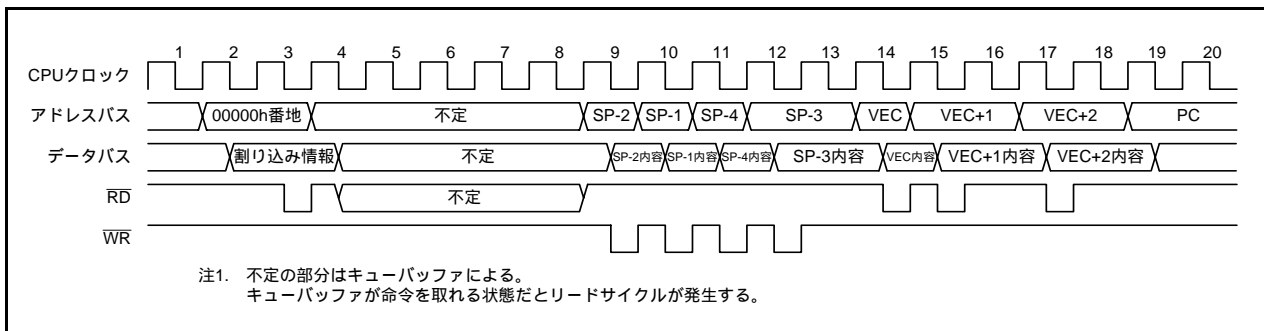 1 2 3 4 5 6 7 8 9 10 11 12 13 14 15 16 17 18 19 20
CPUクロック
アドレスバス 00000h番地 不定 SP-2 SP-1 SP-4 SP-3 VEC VEC+1 VEC+2 PC
データバス 割り込み情報 不定 SP-2内容 SP-1内容 SP-4内容 SP-3内容 VEC内容 VEC+1内容 VEC+2内容
RD 不定
WR
注1. 不定の部分はキューバッファによる。
キューバッファが命令を取れる状態だとリードサイクルが発生する。